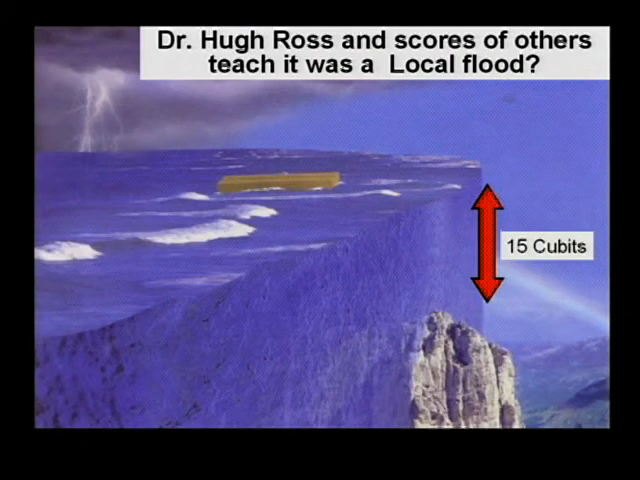 Dr. Hugh Ross and scores of others
teach it was a Local flood?
15 Cubits